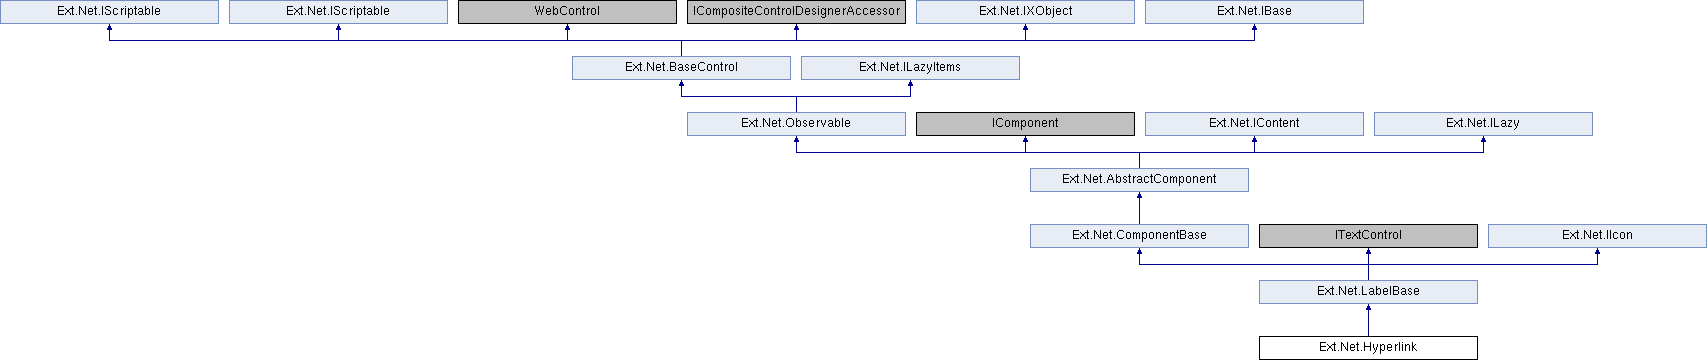 Ext.Net.IScriptable
Ext.Net.IScriptable
WebControl
ICompositeControlDesignerAccessor
Ext.Net.IXObject
Ext.Net.IBase
Ext.Net.BaseControl
Ext.Net.ILazyItems
Ext.Net.Observable
IComponent
Ext.Net.IContent
Ext.Net.ILazy
Ext.Net.AbstractComponent
Ext.Net.ComponentBase
ITextControl
Ext.Net.IIcon
Ext.Net.LabelBase
Ext.Net.Hyperlink